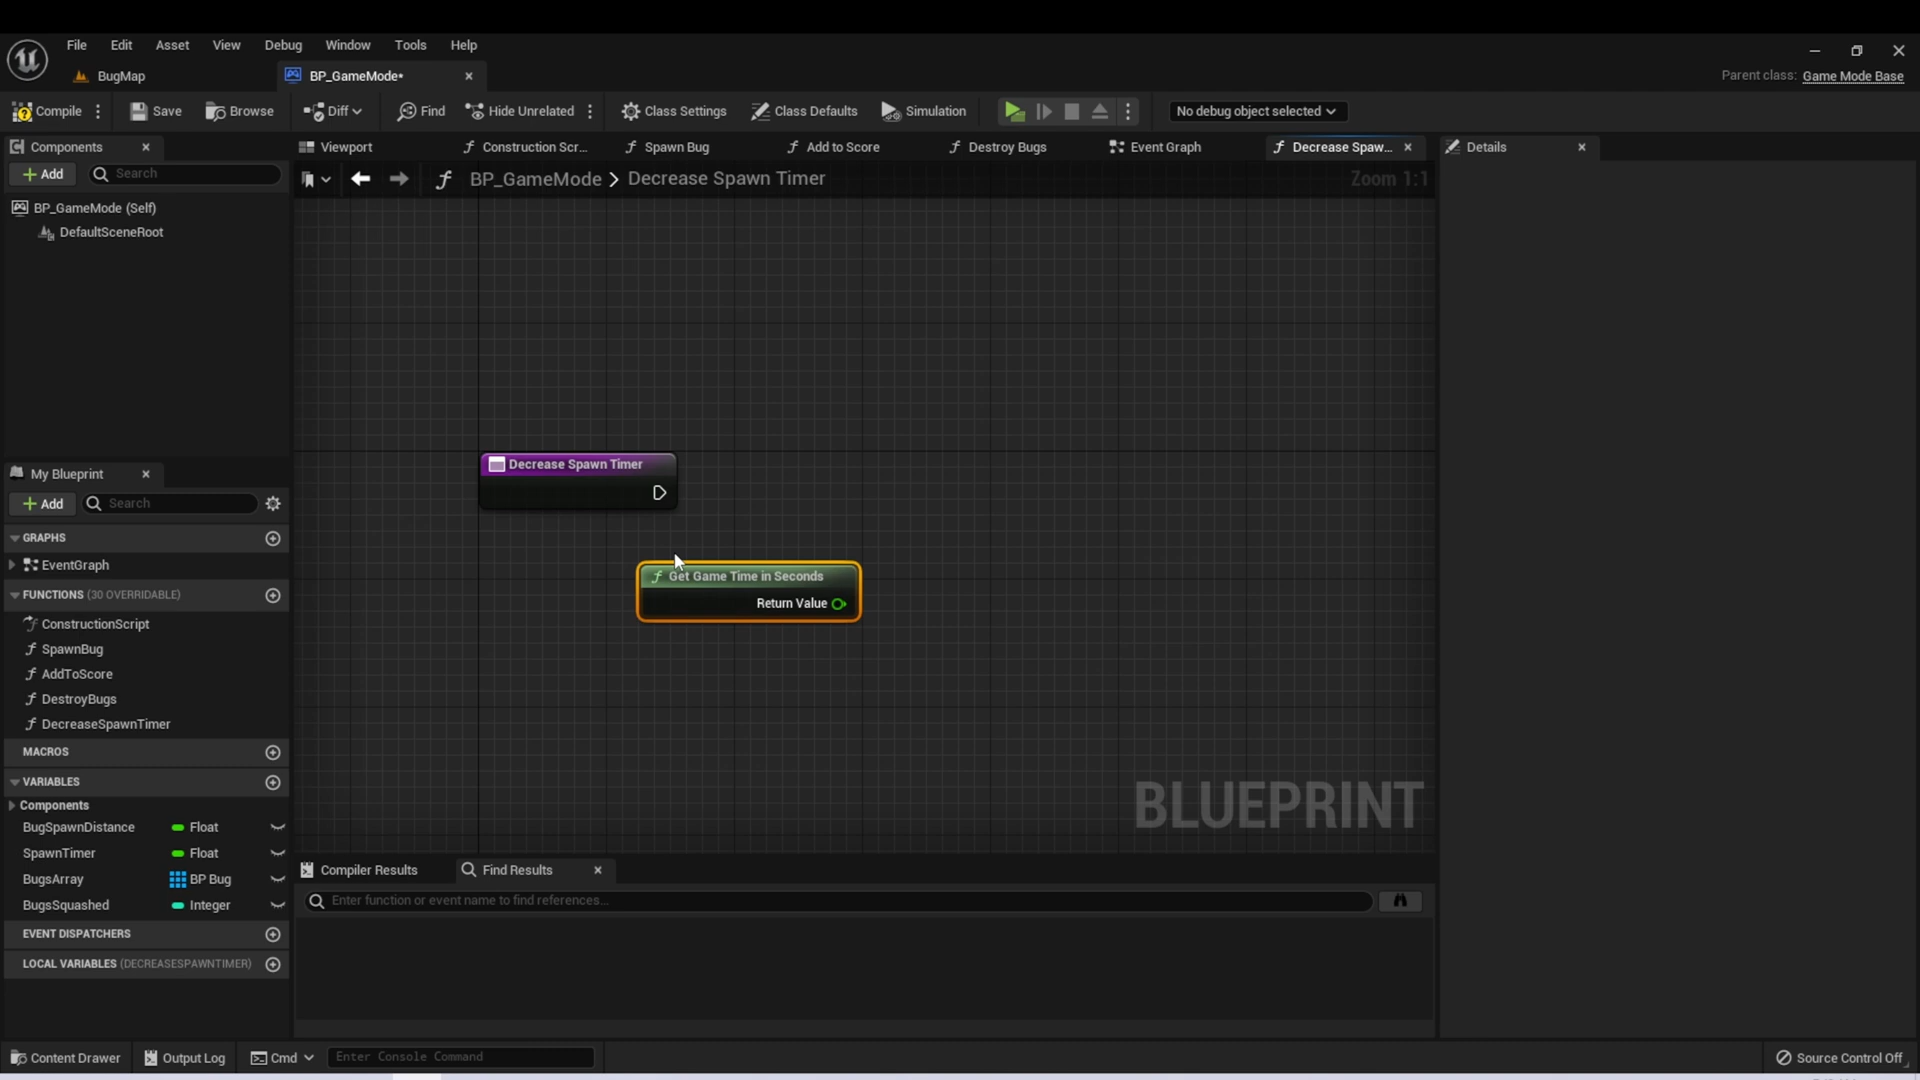 File Edit Asset View Debug Window Tools Help
BugMap BP_GameMode*
Parent class: Game Mode Base
Compile Save Browse Diff Find Hide Unrelated Class Settings Class Defaults Simulation No debug object selected
Components
Viewport Construction Scr... Spawn Bug Add to Score Destroy Bugs Event Graph Decrease Spaw... Details
Add Search
BP_GameMode > Decrease Spawn Timer Zoom 1:1
BP_GameMode (Self)
DefaultSceneRoot
Decrease Spawn Timer
Get Game Time in Seconds
Return Value
My Blueprint
Add Search
GRAPHS
EventGraph
FUNCTIONS (30 OVERRIDABLE)
ConstructionScript
SpawnBug
AddToScore
DestroyBugs
DecreaseSpawnTimer
MACROS
VARIABLES
Components
BugSpawnDistance Float
SpawnTimer Float
BugsArray BP Bug
BugsSquashed Integer
EVENT DISPATCHERS
LOCAL VARIABLES (DECREASESPAWNTIMER)
BLUEPRINT
Compiler Results Find Results
Enter function or event name to find references...
Content Drawer Output Log Cmd Enter Console Command Source Control Off